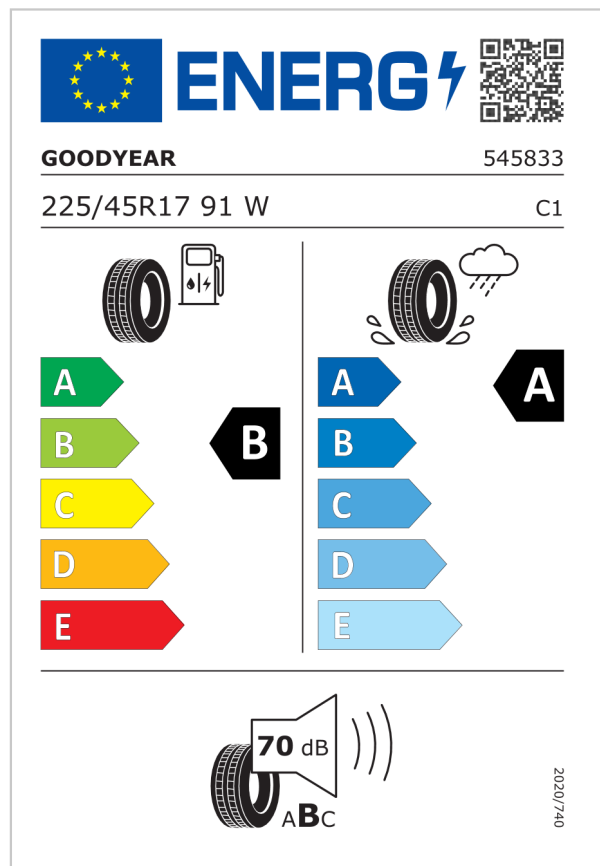 ENERG
GOODYEAR 545833
225/45R17 91 W C1
A A A
B B B
C C
D D
E E
70 dB
ABC
2020/740